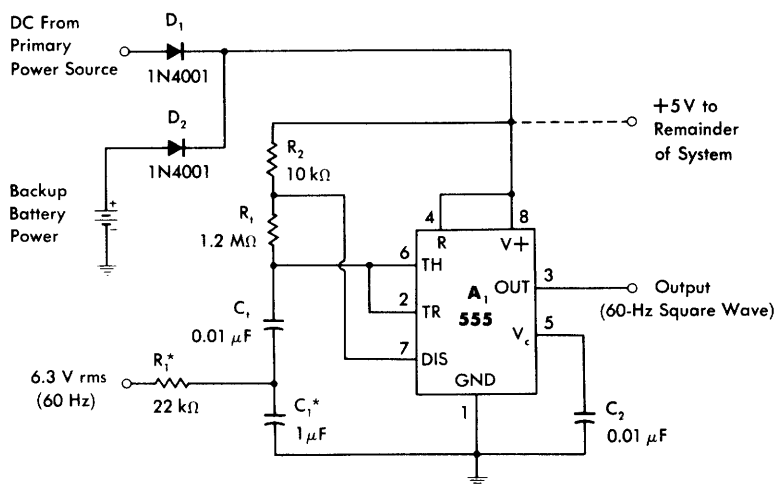 DC From
Primary
Power Source
D₁
1N4001
D₂
1N4001
Backup
Battery
Power
+
-
R₂
10 kΩ
+5 V to
Remainder
of System
Rₜ
1.2 MΩ
4
8
R
V+
6
TH
2
TR
A₁
555
OUT
3
Output
(60-Hz Square Wave)
V꜀
5
7
DIS
GND
1
Cₜ
0.01 μF
6.3 V rms
(60 Hz)
R₁*
22 kΩ
C₁*
1 μF
C₂
0.01 μF